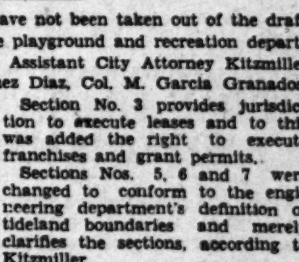 ave not been taken out of the draf
e playground and recreation depart
Assistant City Attorney Kitzmille
uez Diaz, Col. M. Garcia Granados
Section No. 3 provides jurisdic
tion to execute leases and to thi
was added the right to execut
franchises and grant permits.
Sections Nos. 5, 6 and 7 wer
changed to conform to the engi
neering department's definition o
tideland boundaries and merel
clarifies the sections, according t
Kitzmiller